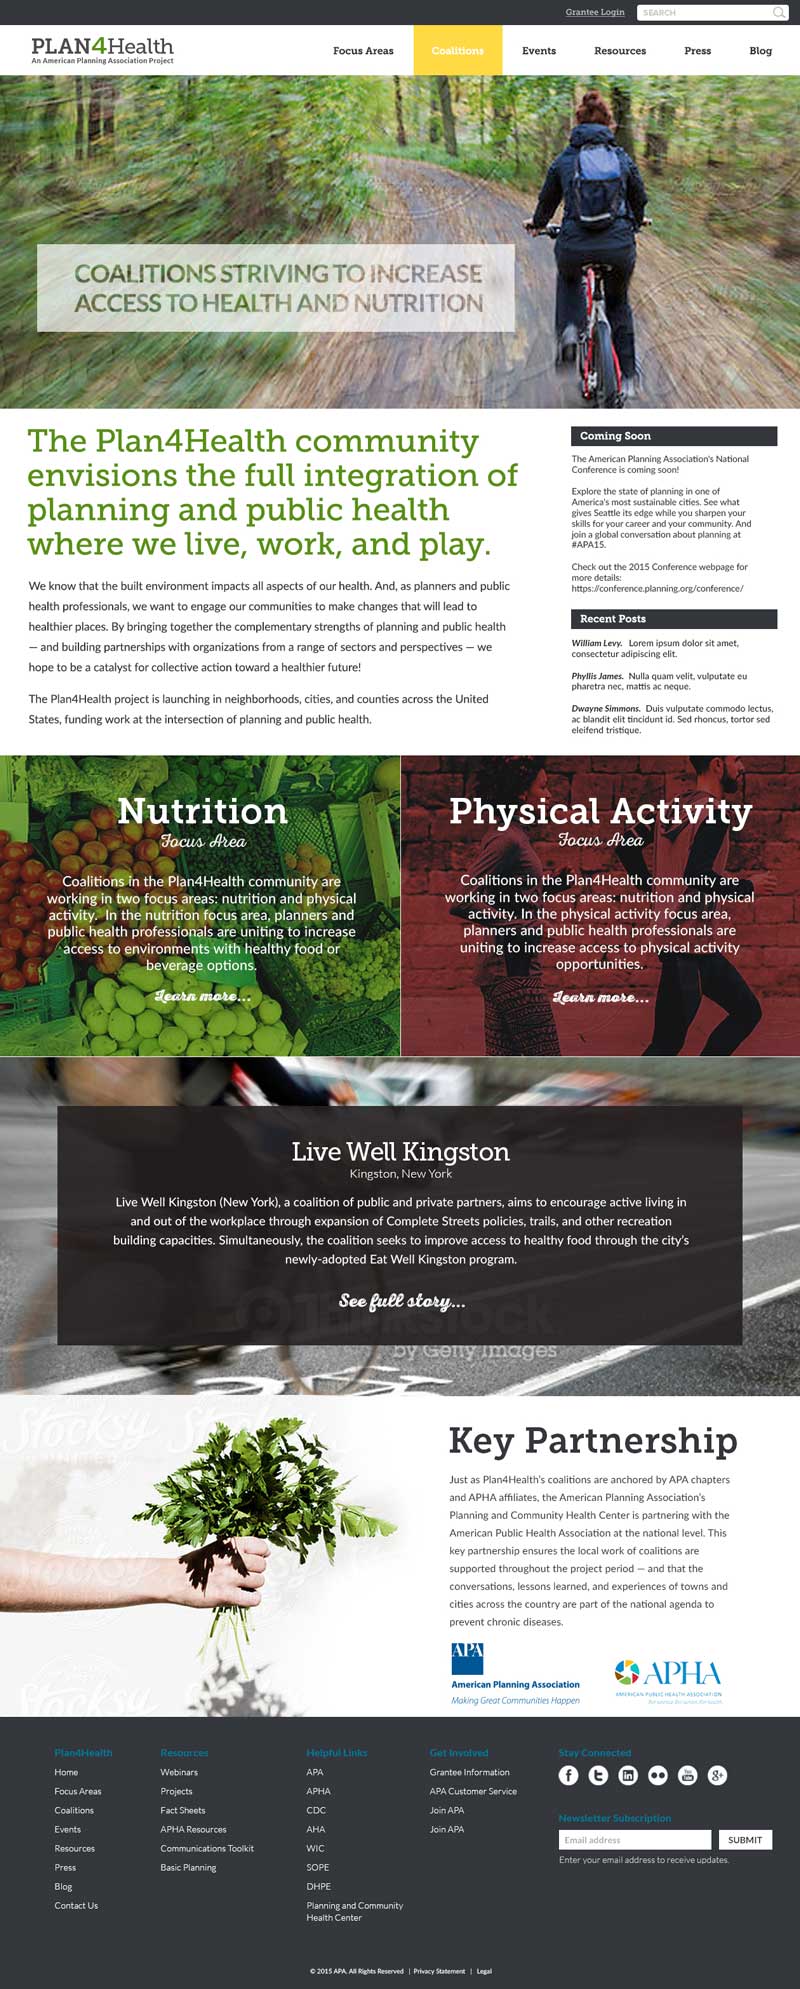 Grantee Login
SEARCH
PLAN4Health
An American Planning Association Project
Focus Areas
Coalitions
Events
Resources
Press
Blog
COALITIONS STRIVING TO INCREASE
ACCESS TO HEALTH AND NUTRITION
The Plan4Health community
envisions the full integration of
planning and public health
where we live, work, and play.
We know that the built environment impacts all aspects of our health. And, as planners and public
health professionals, we want to engage our communities to make changes that will lead to
healthier places. By bringing together the complementary strengths of planning and public health
— and building partnerships with organizations from a range of sectors and perspectives — we
hope to be a catalyst for collective action toward a healthier future!
The Plan4Health project is launching in neighborhoods, cities, and counties across the United
States, funding work at the intersection of planning and public health.
Coming Soon
The American Planning Association's National
Conference is coming soon!
Explore the state of planning in one of
America's most sustainable cities. See what
gives Seattle its edge while you sharpen your
skills for your career and your community. And
join a global conversation about planning at
#APA15.
Check out the 2015 Conference webpage for
more details:
https://conference.planning.org/conference/
Recent Posts
William Levy. Lorem ipsum dolor sit amet,
consectetur adipiscing elit.
Phyllis James. Nulla quam velit, vulputate eu
pharetra nec, mattis ac neque.
Dwayne Simmons. Duis vulputate commodo lectus,
ac blandit elit tincidunt id. Sed rhoncus, tortor sed
eleifend tristique.
Nutrition
Focus Area
Coalitions in the Plan4Health community are
working in two focus areas: nutrition and physical
activity. In the nutrition focus area, planners and
public health professionals are uniting to increase
access to environments with healthy food or
beverage options.
Learn more...
Physical Activity
Focus Area
Coalitions in the Plan4Health community are
working in two focus areas: nutrition and physical
activity. In the physical activity focus area,
planners and public health professionals are
uniting to increase access to physical activity
opportunities.
Learn more...
Live Well Kingston
Kingston, New York
Live Well Kingston (New York), a coalition of public and private partners, aims to encourage active living in
and out of the workplace through expansion of Complete Streets policies, trails, and other recreation
building capacities. Simultaneously, the coalition seeks to improve access to healthy food through the city's
newly-adopted Eat Well Kingston program.
See full story...
Thinkstock
by Getty Images
Stocksy
UNITED
Key Partnership
Just as Plan4Health's coalitions are anchored by APA chapters
and APHA affiliates, the American Planning Association's
Planning and Community Health Center is partnering with the
American Public Health Association at the national level. This
key partnership ensures the local work of coalitions are
supported throughout the project period — and that the
conversations, lessons learned, and experiences of towns and
cities across the country are part of the national agenda to
prevent chronic diseases.
APA
American Planning Association
Making Great Communities Happen
APHA
AMERICAN PUBLIC HEALTH ASSOCIATION
For science. For action. For health.
Stocksy
Plan4Health
Home
Focus Areas
Coalitions
Events
Resources
Press
Blog
Contact Us
Resources
Webinars
Projects
Fact Sheets
APHA Resources
Communications Toolkit
Basic Planning
Helpful Links
APA
APHA
CDC
AHA
WIC
SOPE
DHPE
Planning and Community
Health Center
Get Involved
Grantee Information
APA Customer Service
Join APA
Join APA
Stay Connected
You
Tube
g+
Newsletter Subscription
Email address
SUBMIT
Enter your email address to receive updates.
© 2015 APA. All Rights Reserved | Privacy Statement | Legal